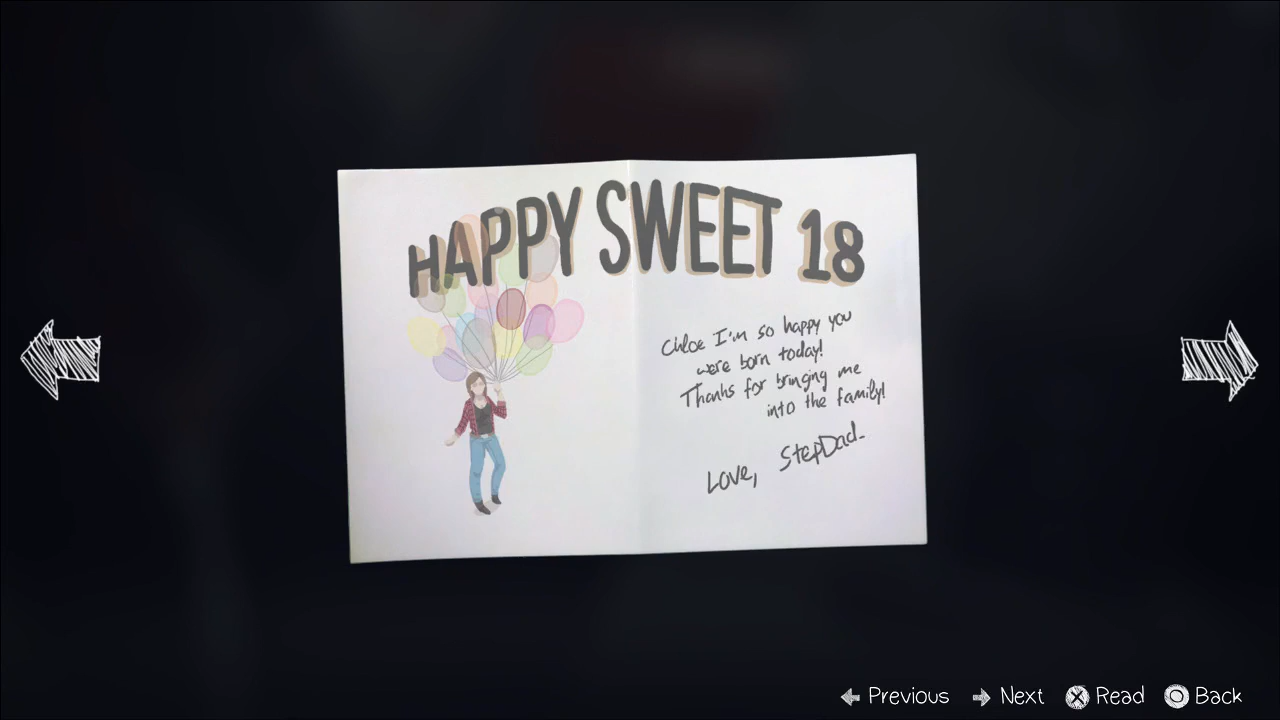 HAPPY SWEET 18
Chloe I'm so happy you
were born today!
Thanks for bringing me
into the family!
Love, StepDad
Previous Next Read Back